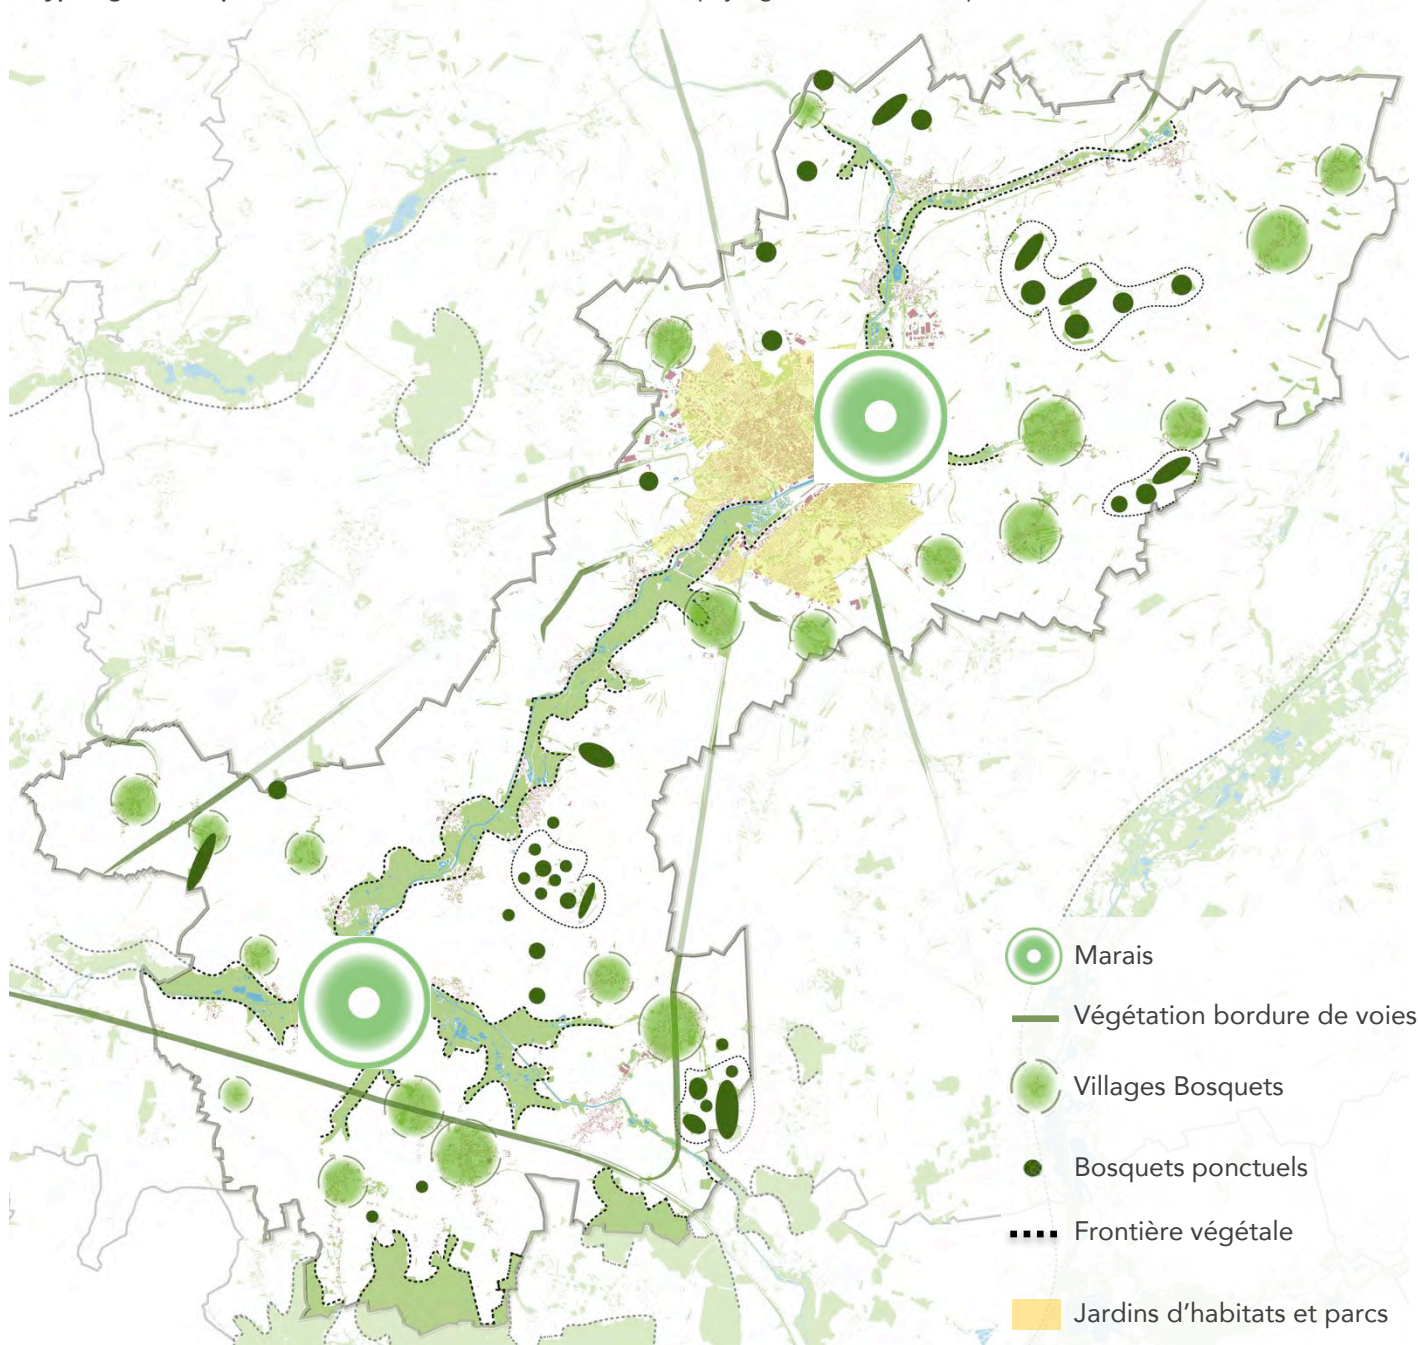 Marais
Végétation bordure de voies
Villages Bosquets
Bosquets ponctuels
Frontière végétale
Jardins d'habitats et parcs